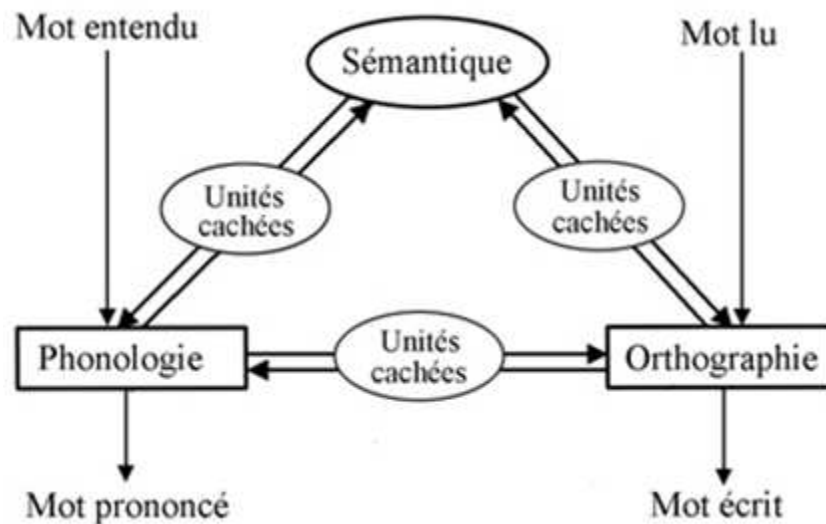 Mot entendu
Sémantique
Mot lu
Unités
cachées
Unités
cachées
Phonologie
Unités
cachées
Orthographie
Mot prononcé
Mot écrit